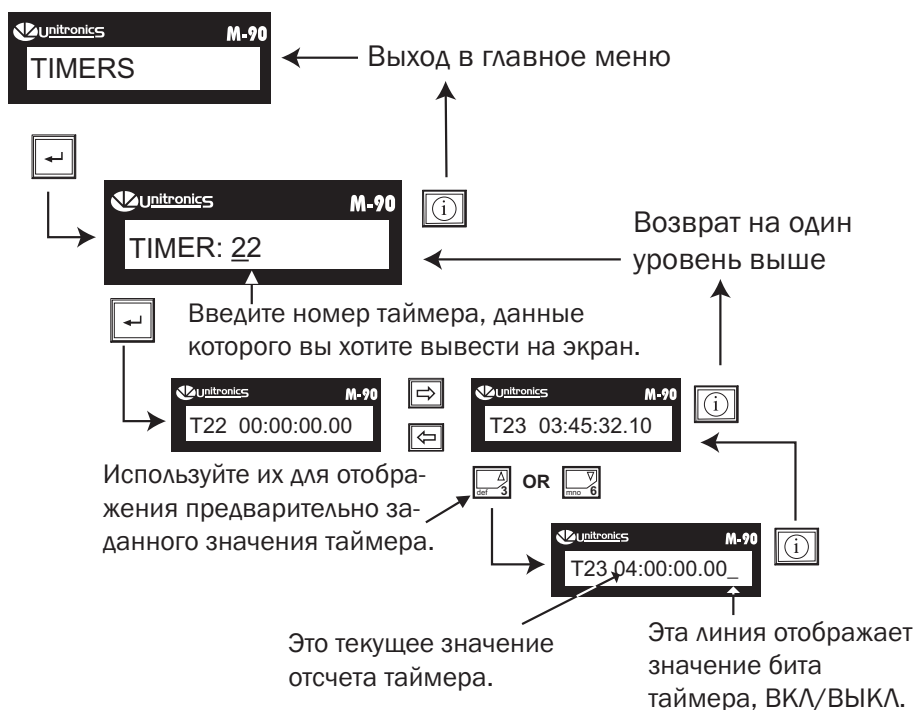 Unitronics M-90
TIMERS
Выход в главное меню
Unitronics M-90
TIMER: 22
i
Возврат на один
уровень выше
Введите номер таймера, данные
которого вы хотите вывести на экран.
Unitronics M-90
T22 00:00:00.00
Unitronics M-90
T23 03:45:32.10
i
Используйте их для отобра-
жения предварительно за-
данного значения таймера.
def 3 OR mno 6
Unitronics M-90
T23 04:00:00.00_
i
Это текущее значение
отсчета таймера.
Эта линия отображает
значение бита
таймера, ВКЛ/ВЫКЛ.